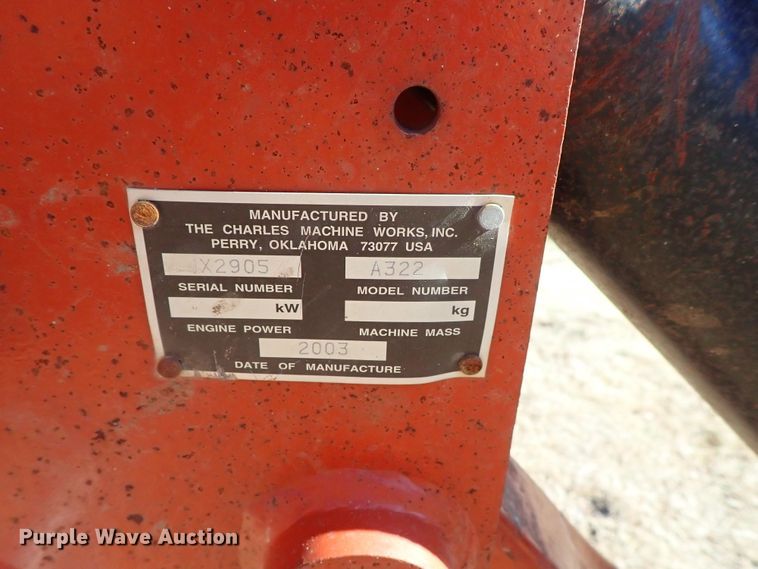 MANUFACTURED BY
THE CHARLES MACHINE WORKS, INC.
PERRY, OKLAHOMA 73077 USA
A322
SERIAL NUMBER MODEL NUMBER
kW kg
ENGINE POWER MACHINE MASS
2003
DATE OF MANUFACTURE
Purple Wave Auction